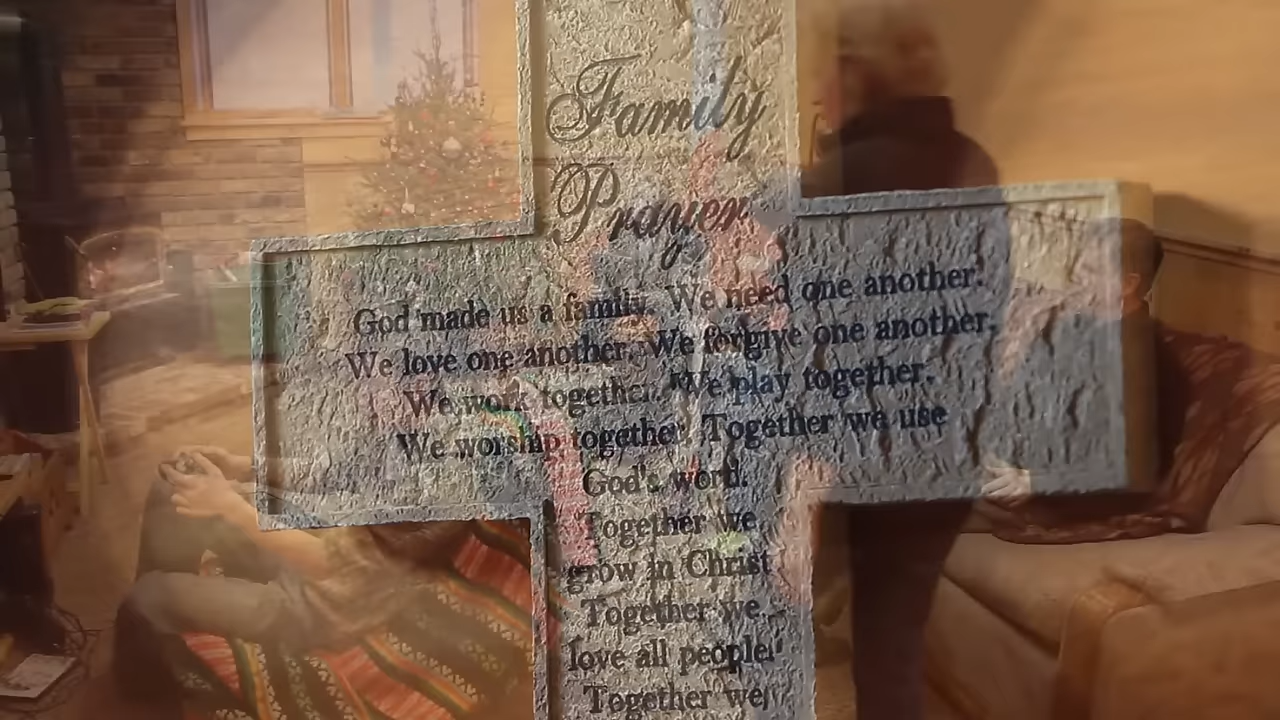 Family
Prayer
God made us a family. We need one another.
We love one another. We forgive one another.
We work together. We play together.
We worship together. Together we use
God's word.
Together we
grow in Christ
Together we
love all people.
Together we